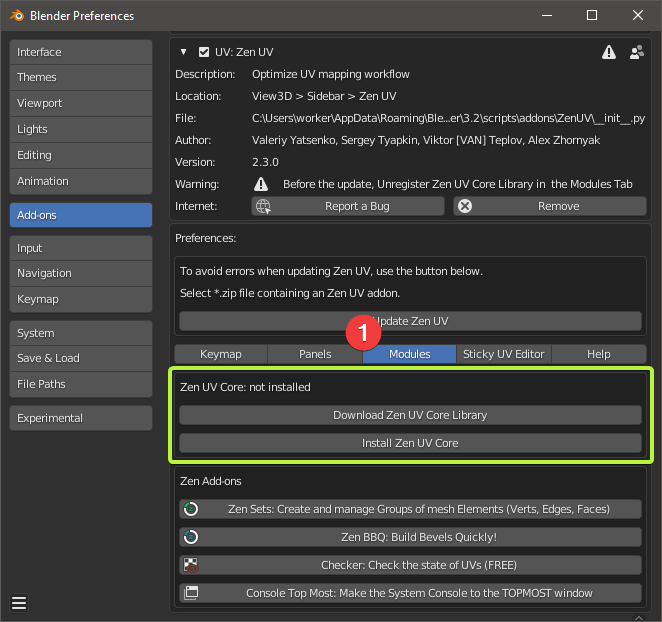 Blender Preferences
Interface
Themes
Viewport
Lights
Editing
Animation
Add-ons
Input
Navigation
Keymap
System
Save & Load
File Paths
Experimental
UV: Zen UV
Description: Optimize UV mapping workflow
Location: View3D > Sidebar > Zen UV
File: C:\Users\worker\AppData\Roaming\Ble...er\3.2\scripts\addons\ZenUV\__init__.py
Author: Valeriy Yatsenko, Sergey Tyapkin, Viktor [VAN] Teplov, Alex Zhornyak
Version: 2.3.0
Warning: Before the update, Unregister Zen UV Core Library in the Modules Tab
Internet: Report a Bug Remove
Preferences:
To avoid errors when updating Zen UV, use the button below.
Select *.zip file containing an Zen UV addon.
Update Zen UV
1
Keymap Panels Modules Sticky UV Editor Help
Zen UV Core: not installed
Download Zen UV Core Library
Install Zen UV Core
Zen Add-ons
Zen Sets: Create and manage Groups of mesh Elements (Verts, Edges, Faces)
Zen BBQ: Build Bevels Quickly!
Checker: Check the state of UVs (FREE)
Console Top Most: Make the System Console to the TOPMOST window